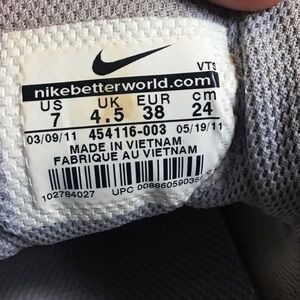 VTS
nikebetterworld.com
US UK EUR cm
7 4.5 38 24
03/09/11 454116-003 05/19/11
MADE IN VIETNAM
FABRIQUE AU VIETNAM
102784027 UPC